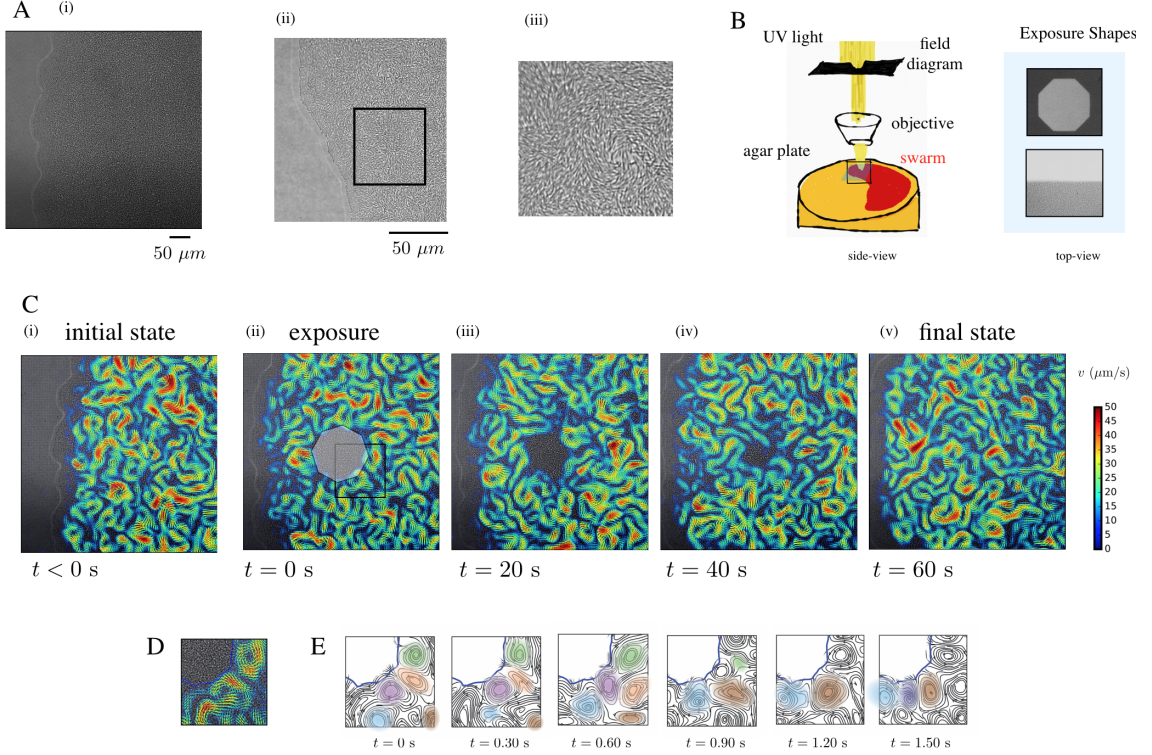 A
(i)
50 μm
(ii)
50 μm
(iii)
B
UV light
field
diagram
objective
agar plate
swarm
side-view
Exposure Shapes
top-view
C
(i) initial state
(ii) exposure
(iii)
(iv)
(v) final state
v (μm/s)
50
45
40
35
30
25
20
15
10
5
0
t < 0 s
t = 0 s
t = 20 s
t = 40 s
t = 60 s
D
E
t = 0 s
t = 0.30 s
t = 0.60 s
t = 0.90 s
t = 1.20 s
t = 1.50 s